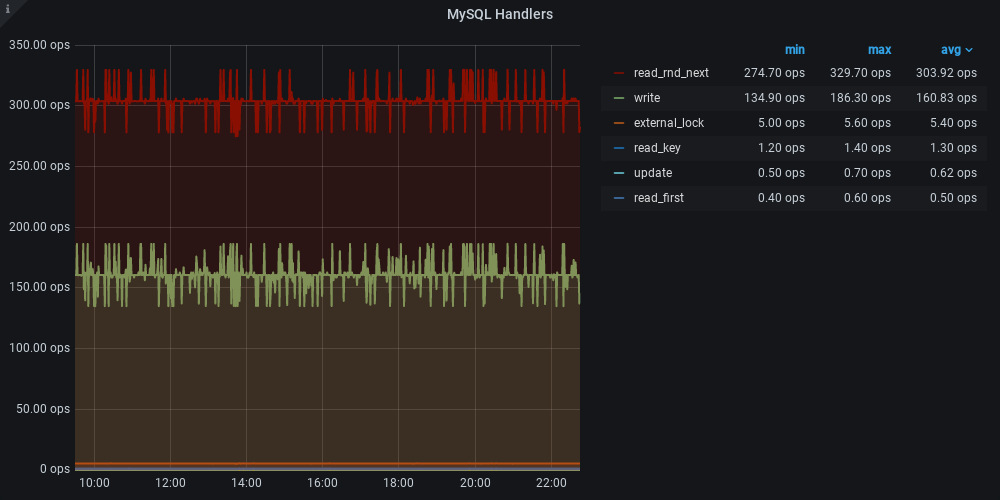 i
MySQL Handlers
350.00 ops
300.00 ops
250.00 ops
200.00 ops
150.00 ops
100.00 ops
50.00 ops
0 ops
10:00 12:00 14:00 16:00 18:00 20:00 22:00
min max avg
read_rnd_next 274.70 ops 329.70 ops 303.92 ops
write 134.90 ops 186.30 ops 160.83 ops
external_lock 5.00 ops 5.60 ops 5.40 ops
read_key 1.20 ops 1.40 ops 1.30 ops
update 0.50 ops 0.70 ops 0.62 ops
read_first 0.40 ops 0.60 ops 0.50 ops